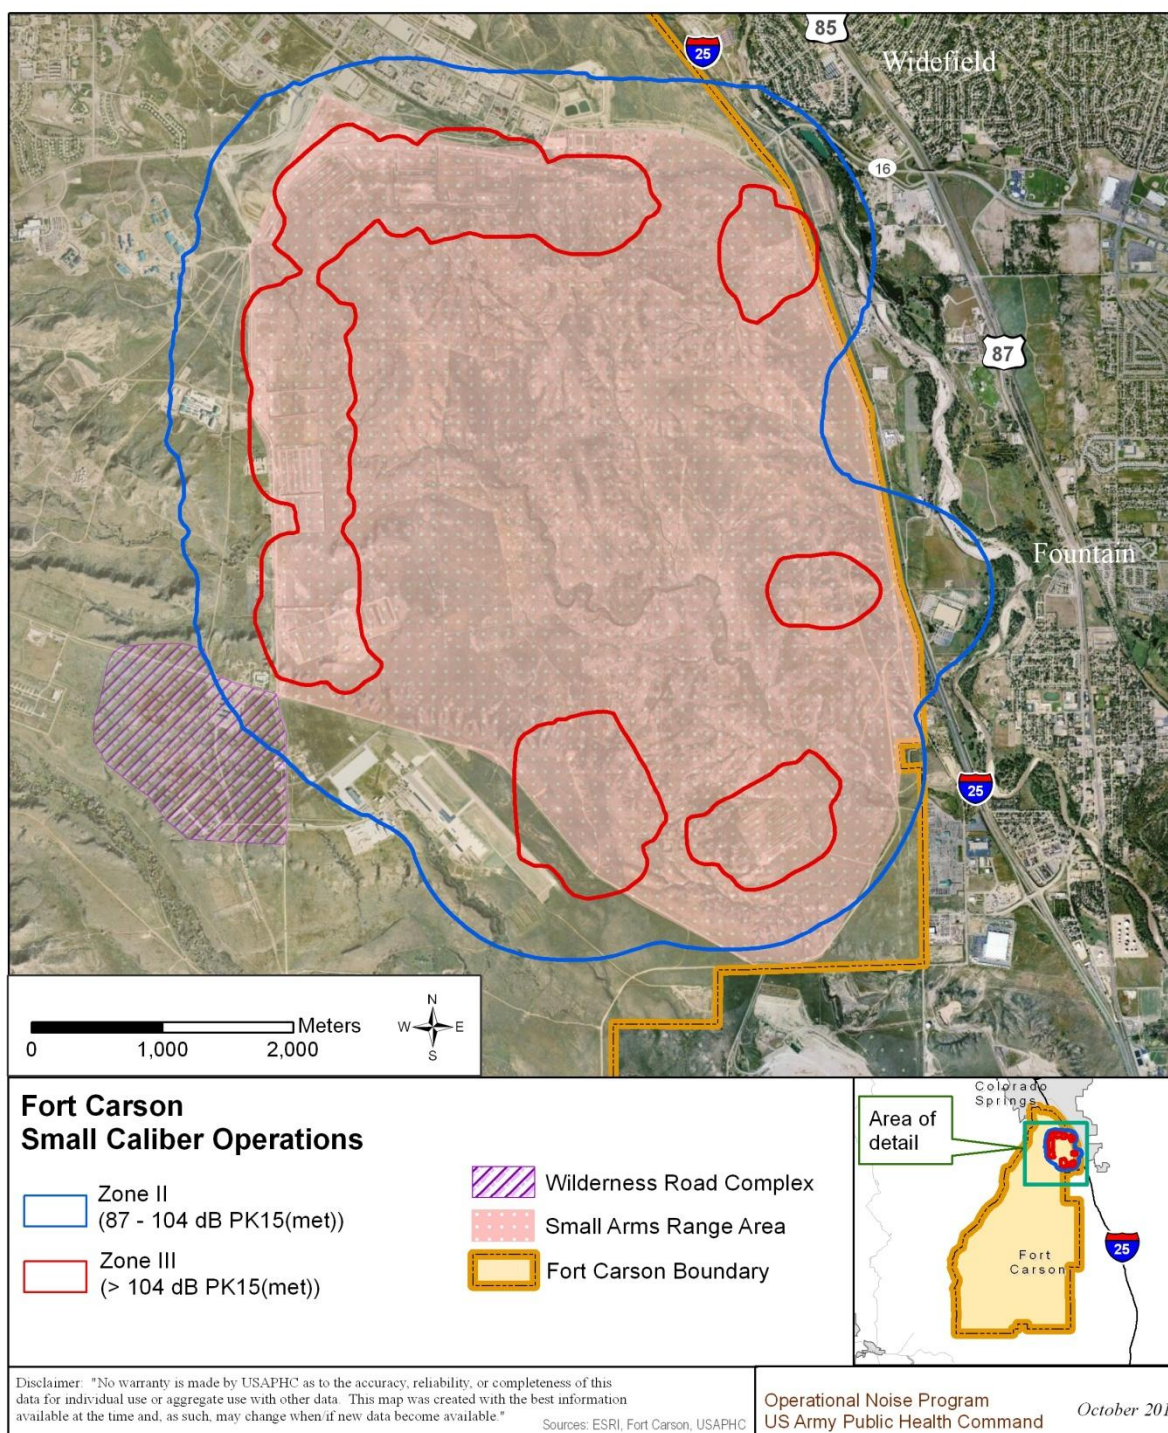 85
25
Widefield
16
87
Fountain
25
Meters
0 1,000 2,000
N
W E
S
Fort Carson
Small Caliber Operations
Zone II
(87 - 104 dB PK15(met))
Zone III
(> 104 dB PK15(met))
Wilderness Road Complex
Small Arms Range Area
Fort Carson Boundary
Colorado
Springs
Area of
detail
25
Fort
Carson
Disclaimer: "No warranty is made by USAPHC as to the accuracy, reliability, or completeness of this
data for individual use or aggregate use with other data. This map was created with the best information
available at the time and, as such, may change when/if new data become available."
Sources: ESRI, Fort Carson, USAPHC
Operational Noise Program
US Army Public Health Command
October